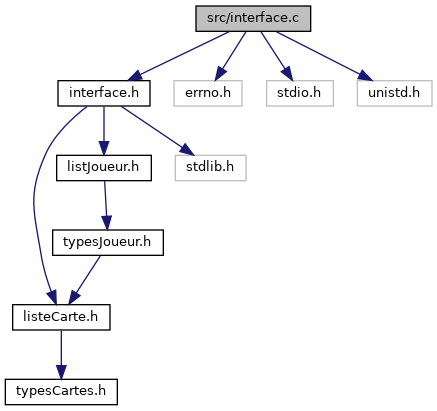 src/interface.c
interface.h
errno.h
stdio.h
unistd.h
listJoueur.h
stdlib.h
typesJoueur.h
listeCarte.h
typesCartes.h